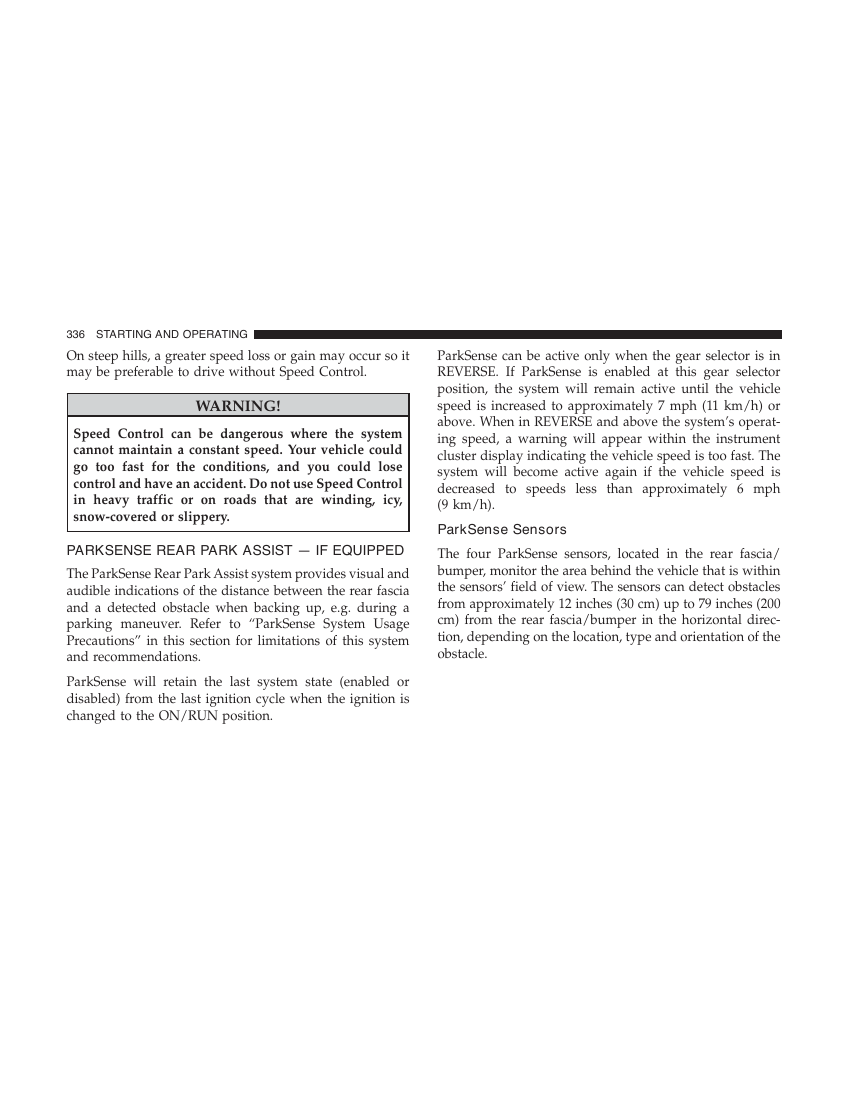 336 STARTING AND OPERATING
On steep hills, a greater speed loss or gain may occur so it
may be preferable to drive without Speed Control.
WARNING!
Speed Control can be dangerous where the system
cannot maintain a constant speed. Your vehicle could
go too fast for the conditions, and you could lose
control and have an accident. Do not use Speed Control
in heavy traffic or on roads that are winding, icy,
snow-covered or slippery.
PARKSENSE REAR PARK ASSIST — IF EQUIPPED
The ParkSense Rear Park Assist system provides visual and
audible indications of the distance between the rear fascia
and a detected obstacle when backing up, e.g. during a
parking maneuver. Refer to “ParkSense System Usage
Precautions” in this section for limitations of this system
and recommendations.
ParkSense will retain the last system state (enabled or
disabled) from the last ignition cycle when the ignition is
changed to the ON/RUN position.
ParkSense can be active only when the gear selector is in
REVERSE. If ParkSense is enabled at this gear selector
position, the system will remain active until the vehicle
speed is increased to approximately 7 mph (11 km/h) or
above. When in REVERSE and above the system’s operat-
ing speed, a warning will appear within the instrument
cluster display indicating the vehicle speed is too fast. The
system will become active again if the vehicle speed is
decreased to speeds less than approximately 6 mph
(9 km/h).
ParkSense Sensors
The four ParkSense sensors, located in the rear fascia/
bumper, monitor the area behind the vehicle that is within
the sensors’ field of view. The sensors can detect obstacles
from approximately 12 inches (30 cm) up to 79 inches (200
cm) from the rear fascia/bumper in the horizontal direc-
tion, depending on the location, type and orientation of the
obstacle.